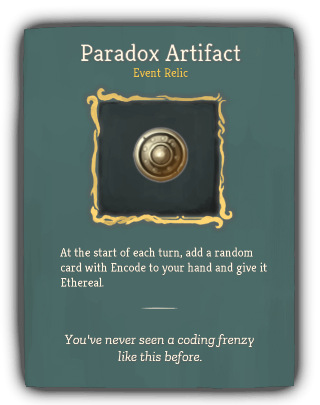 Paradox Artifact
Event Relic
At the start of each turn, add a random
card with Encode to your hand and give it
Ethereal.
You've never seen a coding frenzy
like this before.